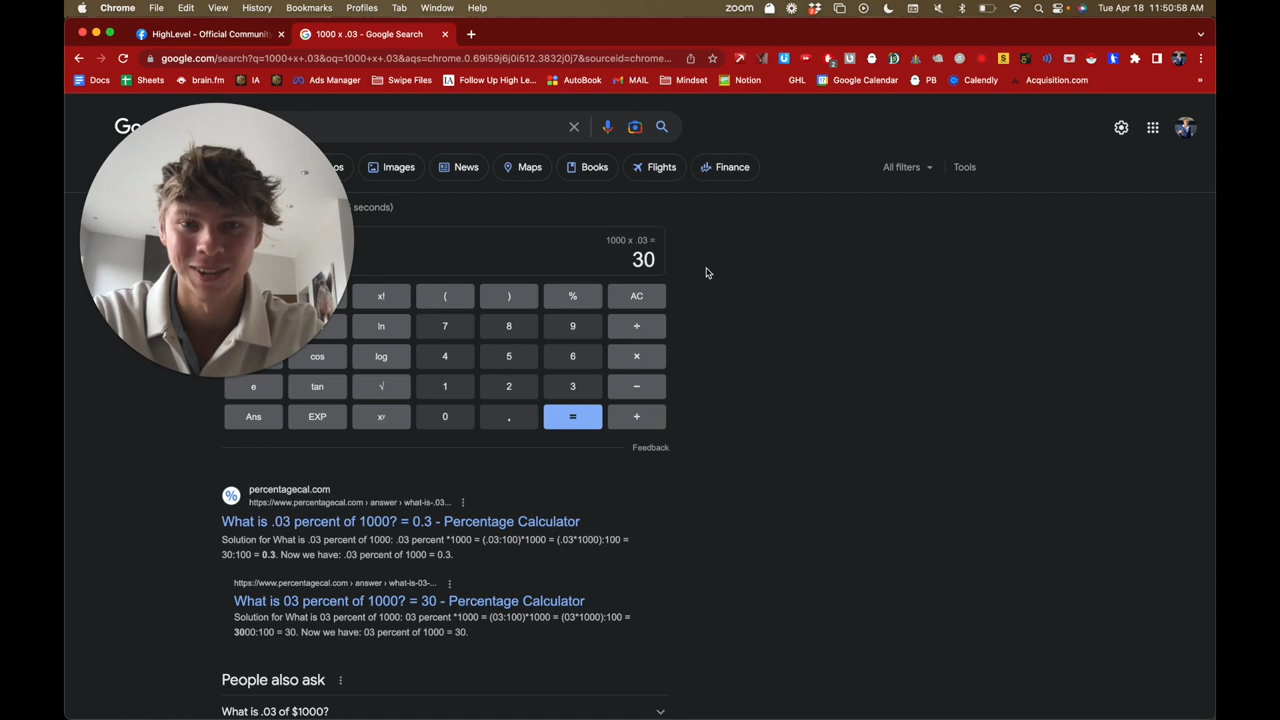 Chrome File Edit View History Bookmarks Profiles Tab Window Help zoom Tue Apr 18 11:50:58 AM
HighLevel - Official Communit 1000 x .03 - Google Search
google.com/search?q=1000+x+.03&oq=1000+x+.03&aqs=chrome.0.69i59j6j0i512.3832j0j7&sourceid=chrome...
Docs Sheets brain.fm IA Ads Manager Swipe Files Follow Up High Le... AutoBook MAIL Mindset Notion GHL Google Calendar PB Calendly Acquisition.com »
Go
Images News Maps Books Flights Finance All filters Tools
seconds)
1000 x .03 =
30
x! ( ) % AC
ln 7 8 9 ÷
cos log 4 5 6 ×
e tan √ 1 2 3 −
Ans EXP xʸ 0 . = +
Feedback
% percentagecal.com
https://www.percentagecal.com › answer › what-is-.03...
What is .03 percent of 1000? = 0.3 - Percentage Calculator
Solution for What is .03 percent of 1000: .03 percent *1000 = (.03:100)*1000 = (.03*1000):100 =
30:100 = 0.3. Now we have: .03 percent of 1000 = 0.3.
https://www.percentagecal.com › answer › what-is-03-...
What is 03 percent of 1000? = 30 - Percentage Calculator
Solution for What is 03 percent of 1000: 03 percent *1000 = (03:100)*1000 = (03*1000):100 =
3000:100 = 30. Now we have: 03 percent of 1000 = 30.
People also ask
What is .03 of $1000?